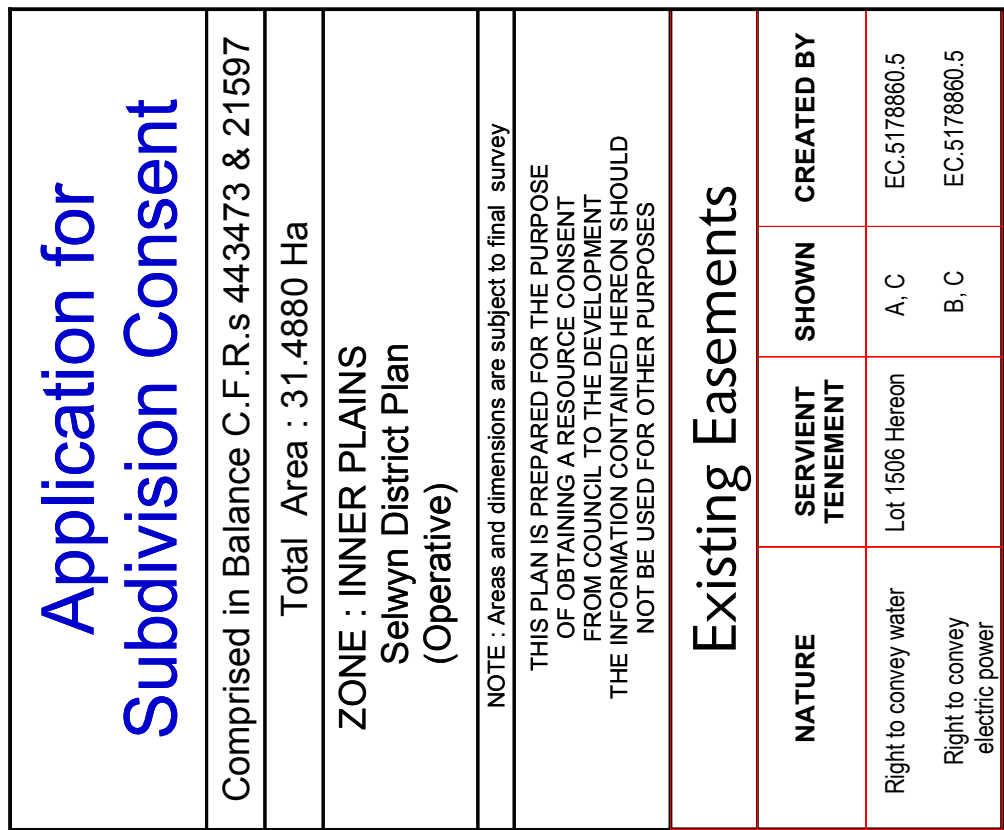 Application for
Subdivision Consent
Comprised in Balance C.F.R.s 443473 & 21597
Total Area : 31.4880 Ha
ZONE : INNER PLAINS
Selwyn District Plan
(Operative)
NOTE : Areas and dimensions are subject to final survey
THIS PLAN IS PREPARED FOR THE PURPOSE
OF OBTAINING A RESOURCE CONSENT
FROM COUNCIL TO THE DEVELOPMENT
THE INFORMATION CONTAINED HEREON SHOULD
NOT BE USED FOR OTHER PURPOSES
Existing Easements
NATURE SERVIENT TENEMENT SHOWN CREATED BY
Right to convey water Lot 1506 Hereon A, C EC.5178860.5
Right to convey
electric power B, C EC.5178860.5